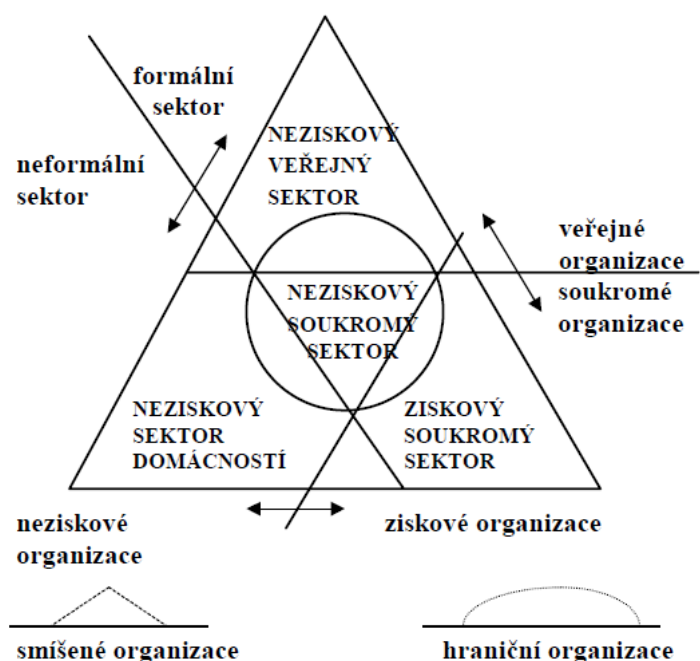 formální
sektor
neformální
sektor
NEZISKOVÝ
VEŘEJNÝ
SEKTOR
veřejné
organizace
soukromé
organizace
NEZISKOVÝ
SOUKROMÝ
SEKTOR
NEZISKOVÝ
SEKTOR
DOMÁCNOSTÍ
ZISKOVÝ
SOUKROMÝ
SEKTOR
neziskové
organizace
ziskové organizace
smíšené organizace
hraniční organizace